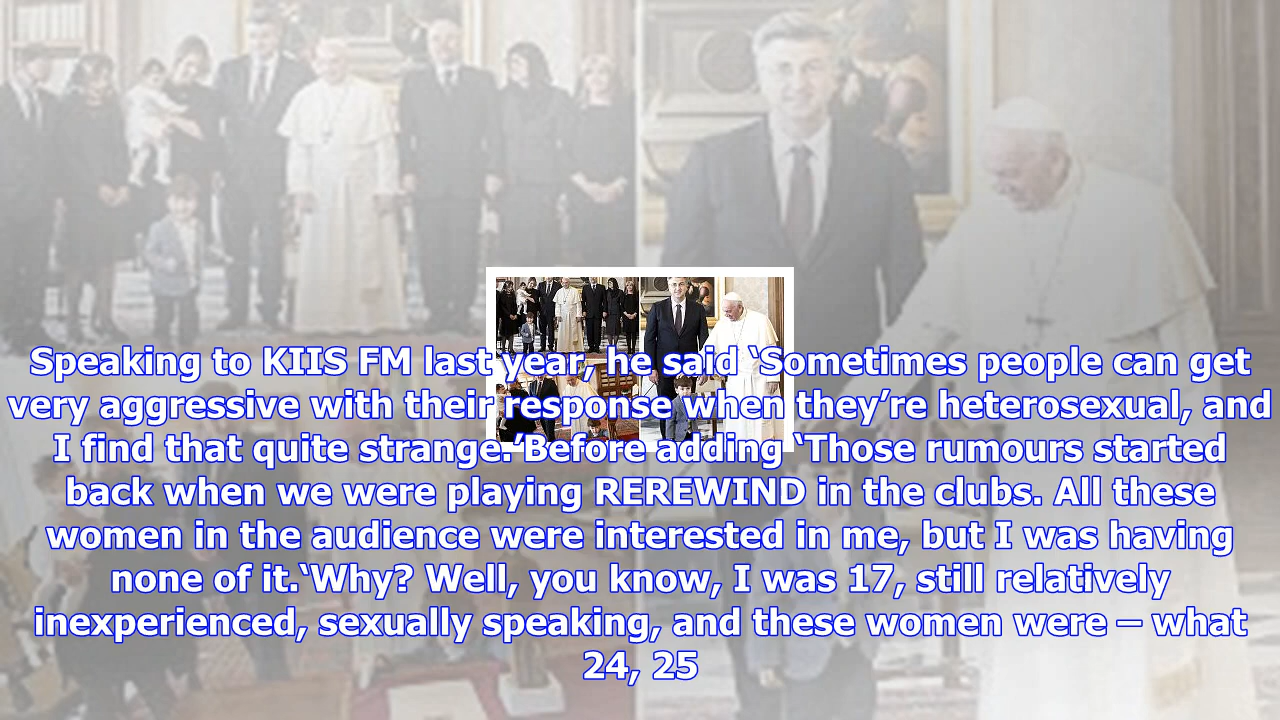 Speaking to KIIS FM last year, he said ‘Sometimes people can get
very aggressive with their response when they’re heterosexual, and
I find that quite strange.’Before adding ‘Those rumours started
back when we were playing REREWIND in the clubs. All these
women in the audience were interested in me, but I was having
none of it.‘Why? Well, you know, I was 17, still relatively
inexperienced, sexually speaking, and these women were – what
24, 25